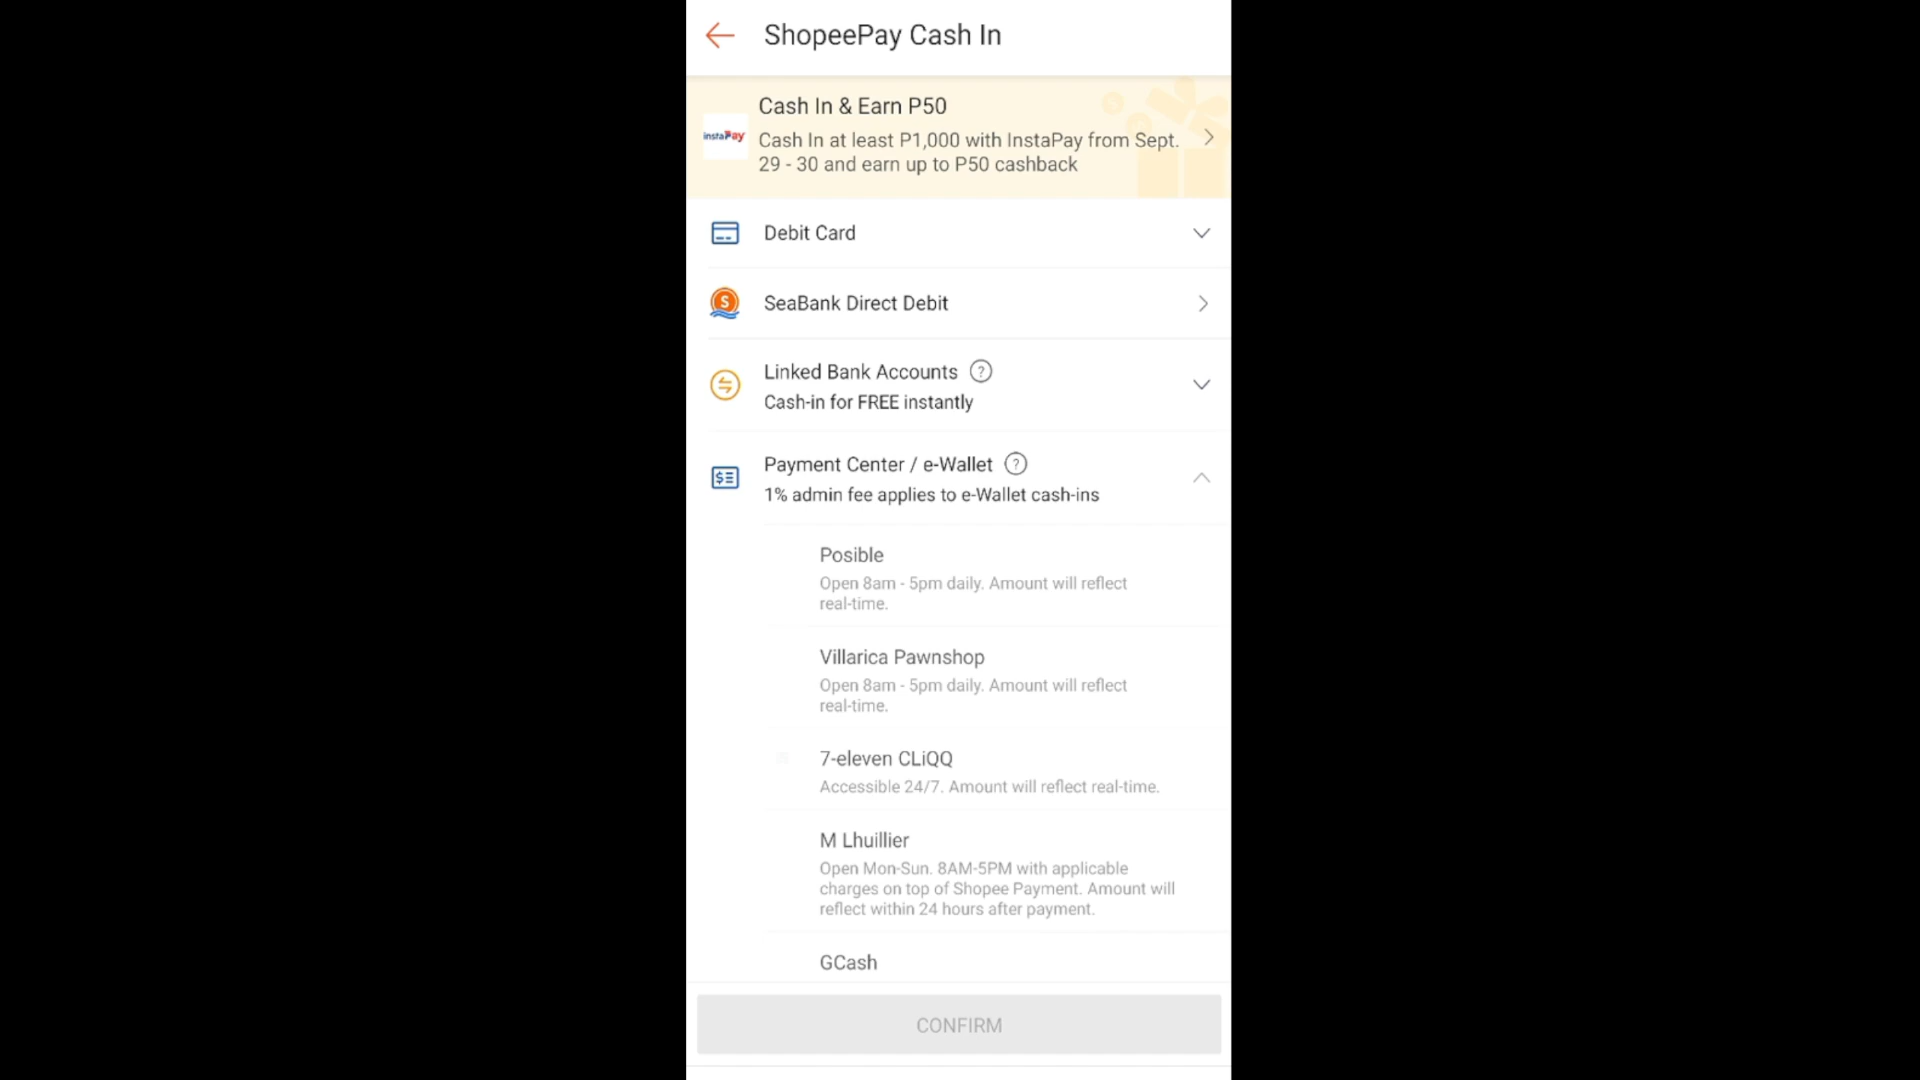 ShopeePay Cash In
Cash In & Earn P50
instaPay
Cash In at least P1,000 with InstaPay from Sept.
29 - 30 and earn up to P50 cashback
Debit Card
SeaBank Direct Debit
Linked Bank Accounts ?
Cash-in for FREE instantly
Payment Center / e-Wallet ?
1% admin fee applies to e-Wallet cash-ins
Posible
Open 8am - 5pm daily. Amount will reflect
real-time.
Villarica Pawnshop
Open 8am - 5pm daily. Amount will reflect
real-time.
7-eleven CLiQQ
Accessible 24/7. Amount will reflect real-time.
M Lhuillier
Open Mon-Sun. 8AM-5PM with applicable
charges on top of Shopee Payment. Amount will
reflect within 24 hours after payment.
GCash
CONFIRM